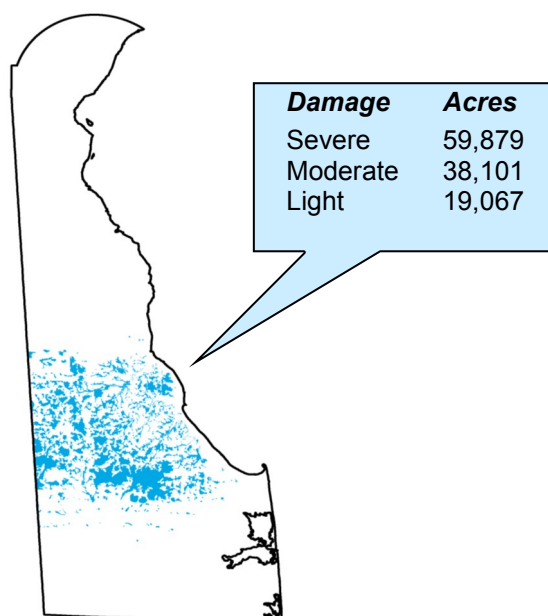 Damage Acres
Severe 59,879
Moderate 38,101
Light 19,067